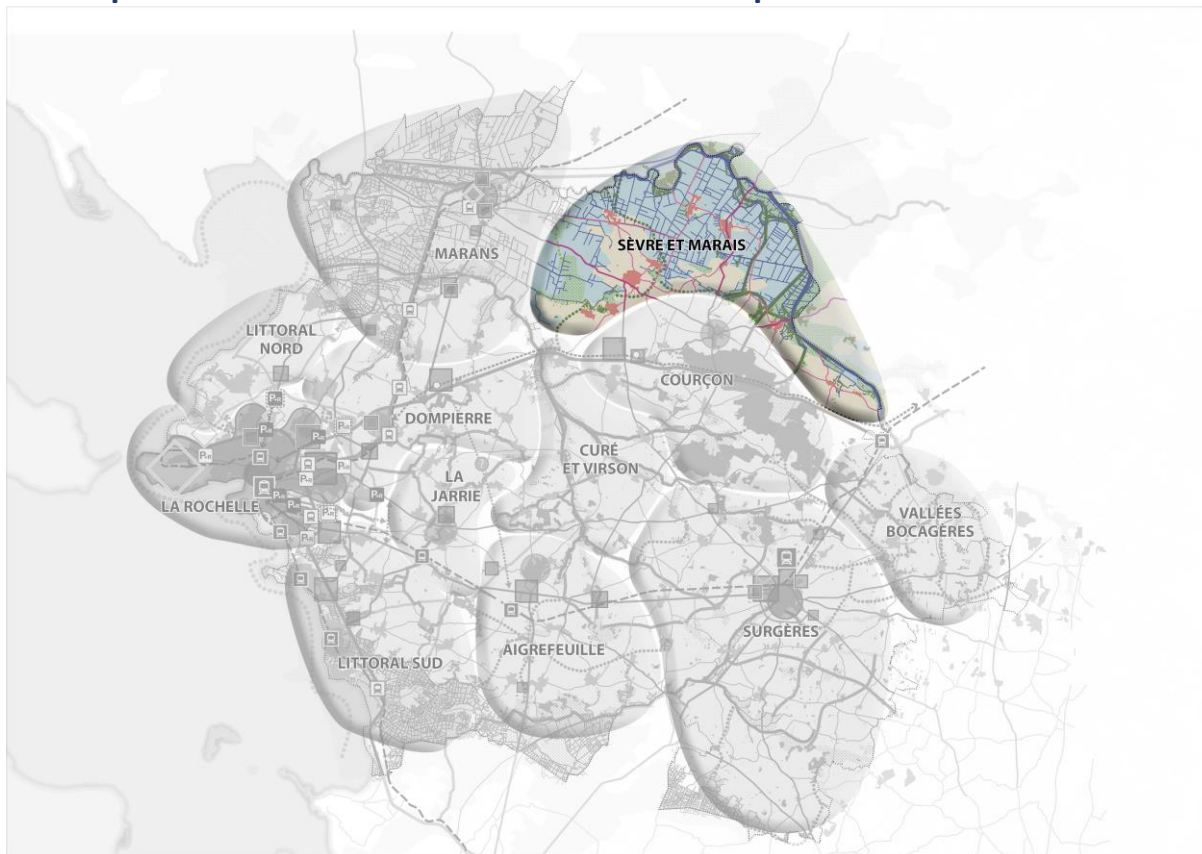 SÈVRE ET MARAIS
MARANS
LITTORAL
NORD
COURÇON
DOMPIERRE
CURÉ
ET VIRSON
LA
JARRIE
LA ROCHELLE
VALLÉES
BOCAGÈRES
SURGÈRES
AIGREFEUILLE
LITTORAL SUD